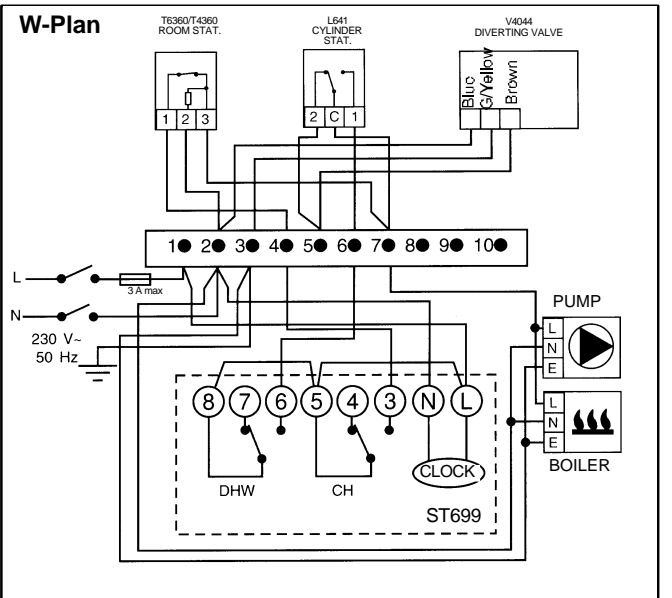 W-Plan
T6360/T4360
ROOM STAT.
L641
CYLINDER
STAT.
V4044
DIVERTING VALVE
Blue
G/Yellow
Brown
1 2 3
2 C 1
1 2 3 4 5 6 7 8 9 10
L
3 A max
N
230 V~
50 Hz
PUMP
L
N
E
8 7 6 5 4 3 N L
L
N
E
BOILER
CLOCK
DHW
CH
ST699